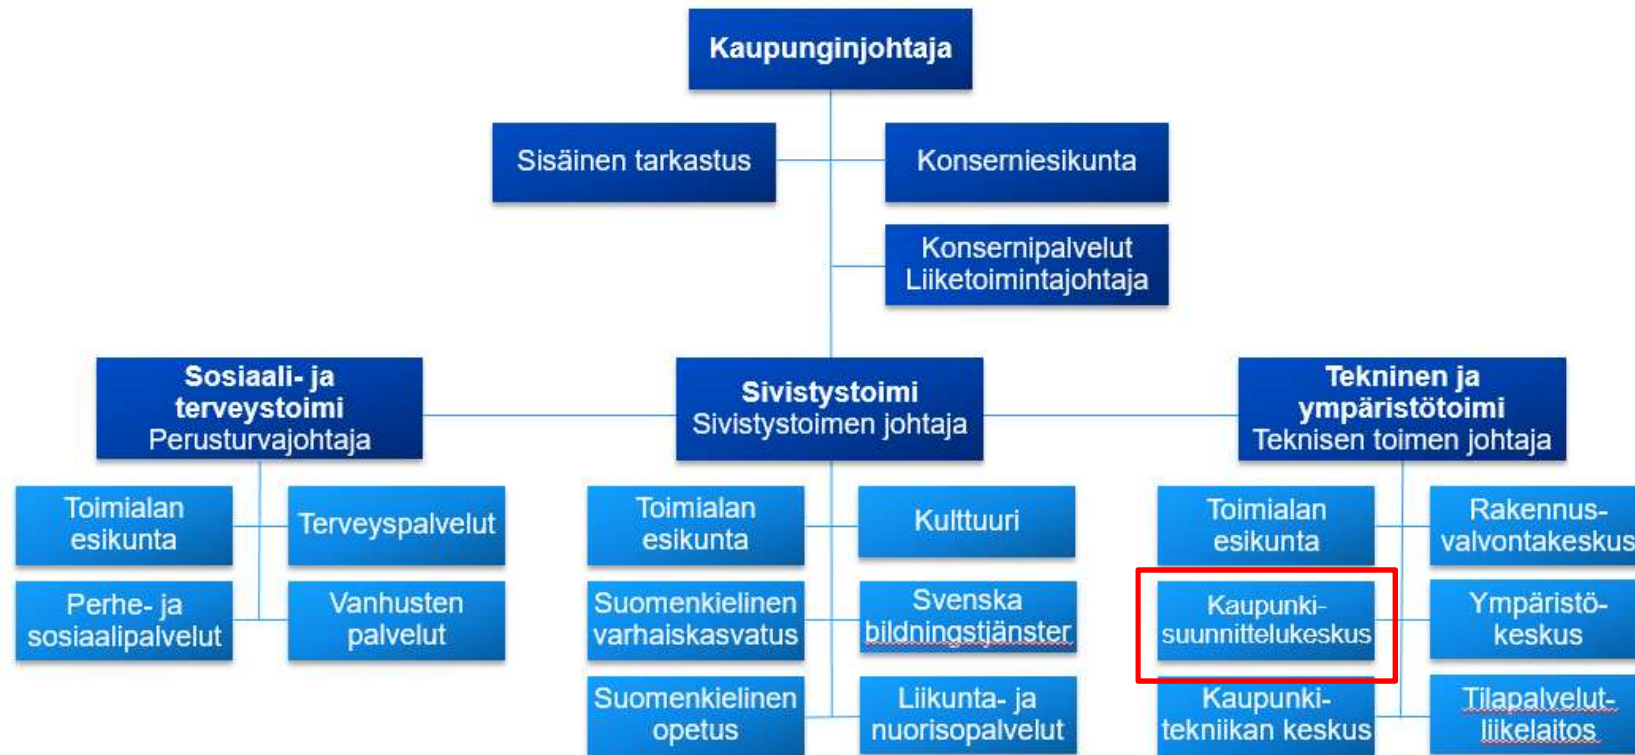 Kaupunginjohtaja
Sisäinen tarkastus
Konserniesikunta
Konsernipalvelut
Liiketoimintajohtaja
Sosiaali- ja
terveystoimi
Perusturvajohtaja
Sivistystoimi
Sivistystoimen johtaja
Tekninen ja
ympäristötoimi
Teknisen toimen johtaja
Toimialan
esikunta
Terveyspalvelut
Perhe- ja
sosiaalipalvelut
Vanhusten
palvelut
Toimialan
esikunta
Kulttuuri
Suomenkielinen
varhaiskasvatus
Svenska
bildningstjänster
Suomenkielinen
opetus
Liikunta- ja
nuorisopalvelut
Toimialan
esikunta
Rakennus-
valvontakeskus
Kaupunki-
suunnittelukeskus
Ympäristö-
keskus
Kaupunki-
tekniikan keskus
Tilapalvelut-
liikelaitos